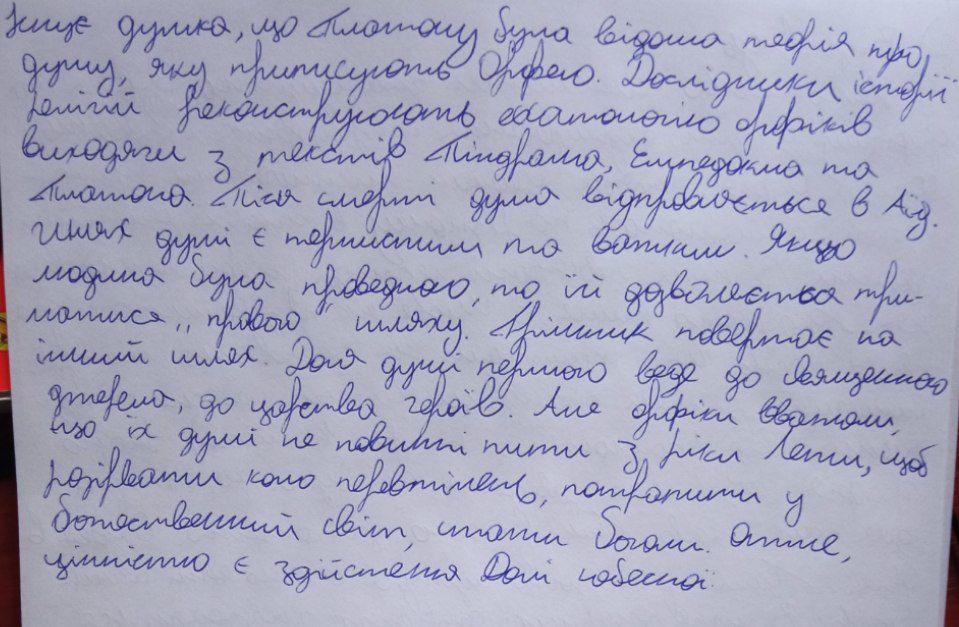 Існує думка, що Платону була відома теорія про
душу, яку приписують Орфею. Дослідники історії
релігій реконструюють есхатологію орфіків
виходячи з текстів Піндрама, Емпедокла та
Платона. Після смерті душа відправляється в Аїд.
Шлях душі є тернистим та важким. Якщо
людина була праведною, то їй дозволяється три-
матися „правого" шляху. Грішник повертає на
інший шлях. Доля душі першого веде до священного
джерела, до царства героїв. Але орфіки вважали,
що їх душі не повинні пити з ріки Лети, щоб
розірвати коло перевтілень, потрапити у
божественний світ, стати богами. Отже,
цінністю є здійснення Долі небесної